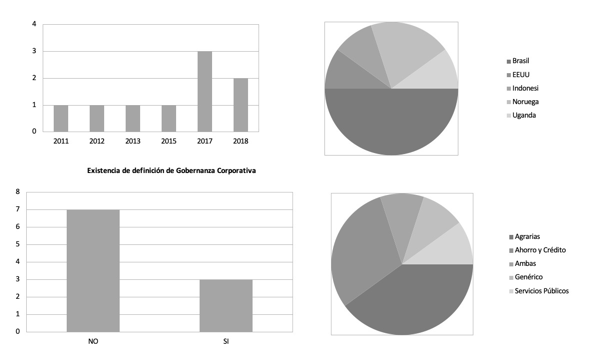 4
3
2
1
0
2011 2012 2013 2015 2017 2018
Brasil
EEUU
Indonesi
Noruega
Uganda
Existencia de definición de Gobernanza Corporativa
8
7
6
5
4
3
2
1
0
NO SI
Agrarias
Ahorro y Crédito
Ambas
Genérico
Servicios Públicos